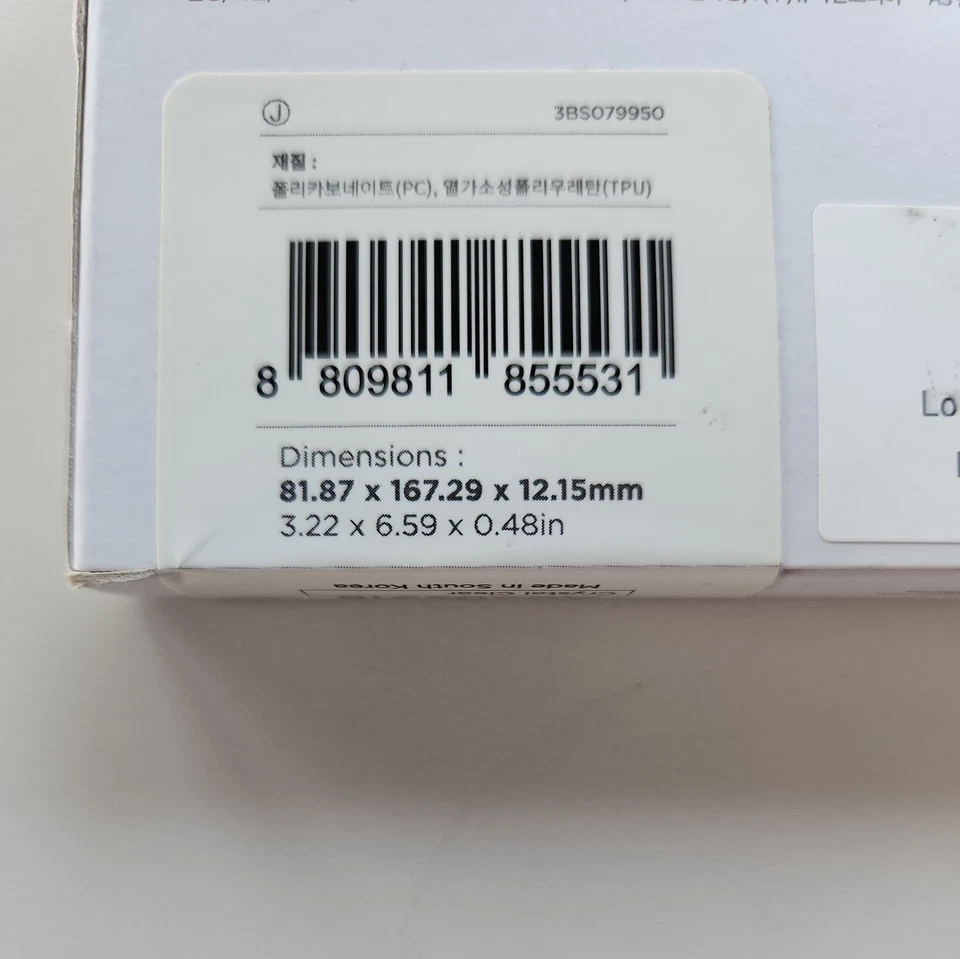 J 3BS079950
재질 :
폴리카보네이트(PC), 열가소성폴리우레탄(TPU)
8 809811 855531
Lo
Dimensions :
81.87 x 167.29 x 12.15mm
3.22 x 6.59 x 0.48in
Made in South Korea
Crystal Clear